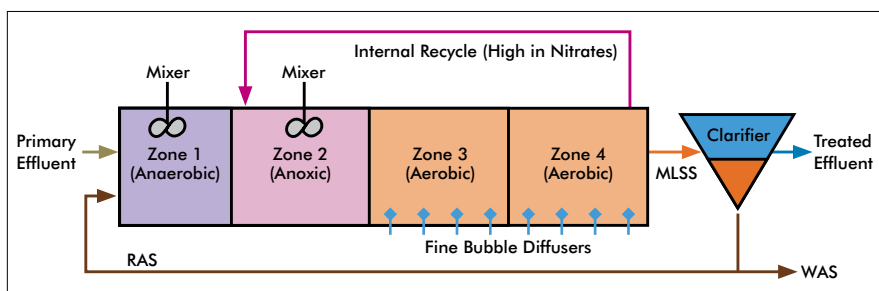 Internal Recycle (High in Nitrates)
Mixer
Mixer
Primary
Effluent
Zone 1
(Anaerobic)
Zone 2
(Anoxic)
Zone 3
(Aerobic)
Zone 4
(Aerobic)
MLSS
Clarifier
Treated
Effluent
Fine Bubble Diffusers
RAS
WAS